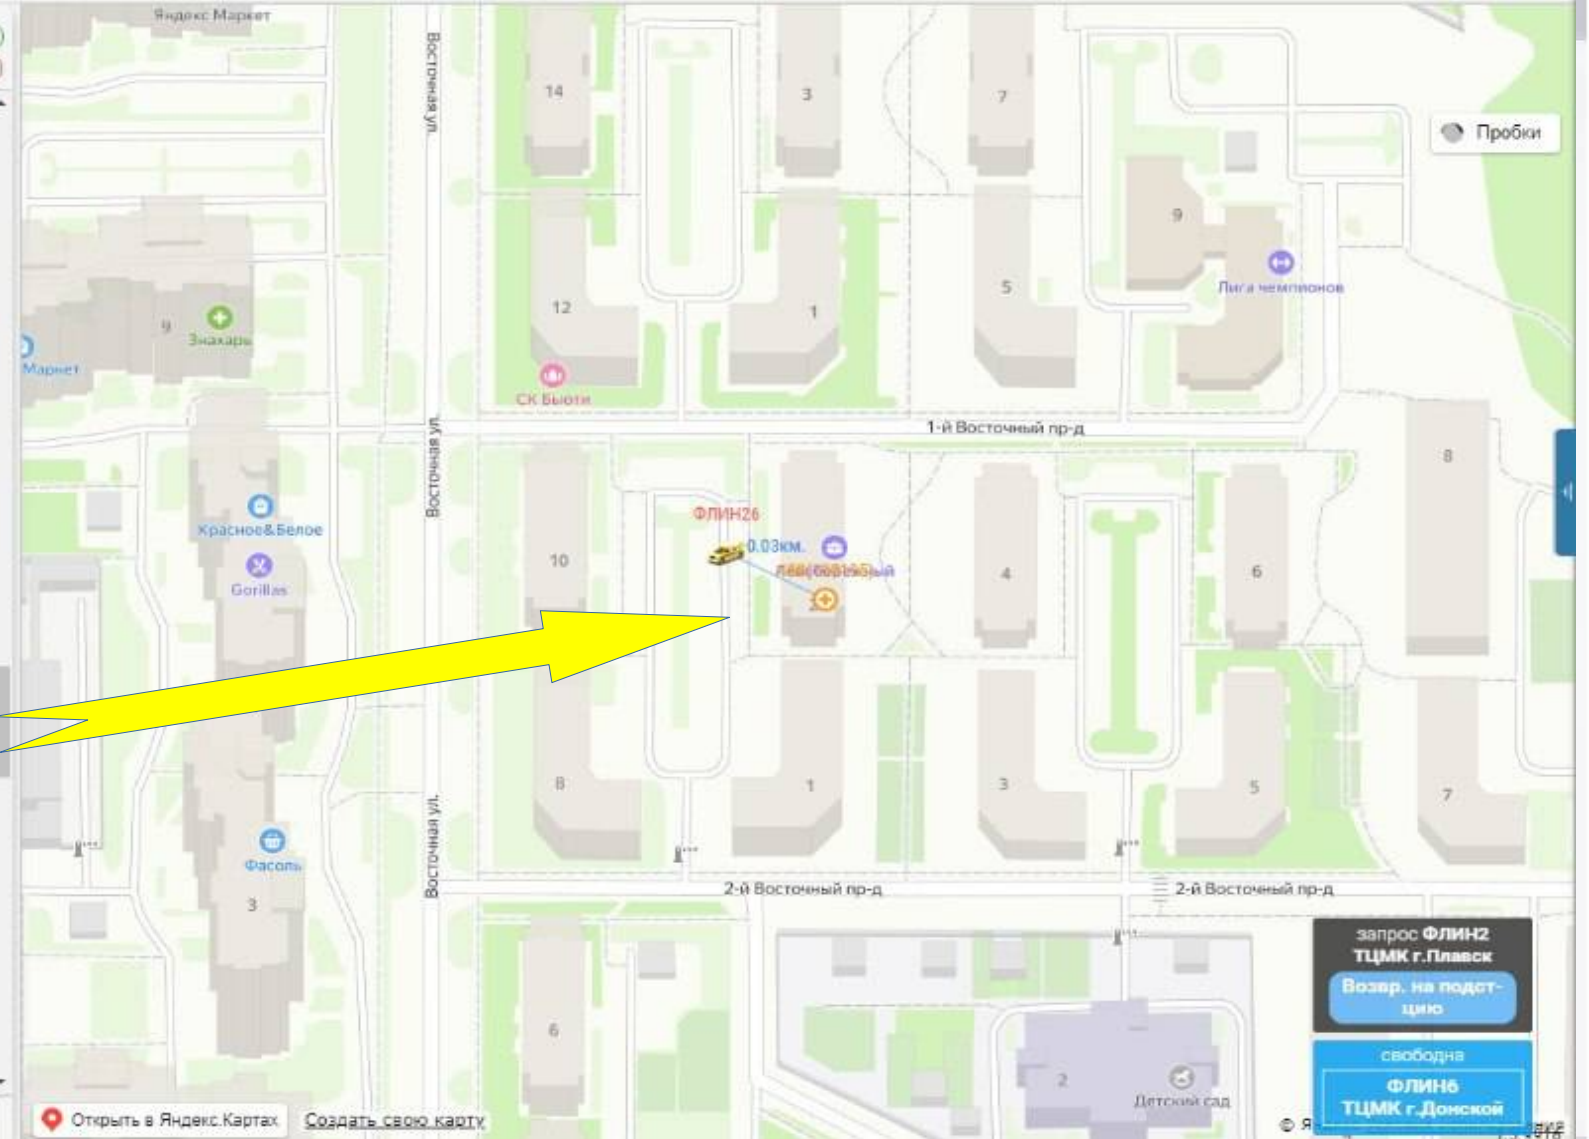 Яндекс Маркет
Восточная ул.
14
3
7
Пробки
9
Лига чемпионов
12
1
5
9
Знахарь
Маркет
СК Бьюти
1-й Восточный пр-д
Восточная ул.
8
Красное&Белое
Gorillas
10
ФЛИН26
0.03км.
4
6
8
1
3
5
7
Восточная ул.
Фасоль
3
2-й Восточный пр-д
2-й Восточный пр-д
6
2
Детский сад
запрос ФЛИН2
ТЦМК г.Плавск
Возвр. на подст-
цию
свободна
ФЛИН6
ТЦМК г.Донской
Открыть в Яндекс.Картах
Создать свою карту
© Я